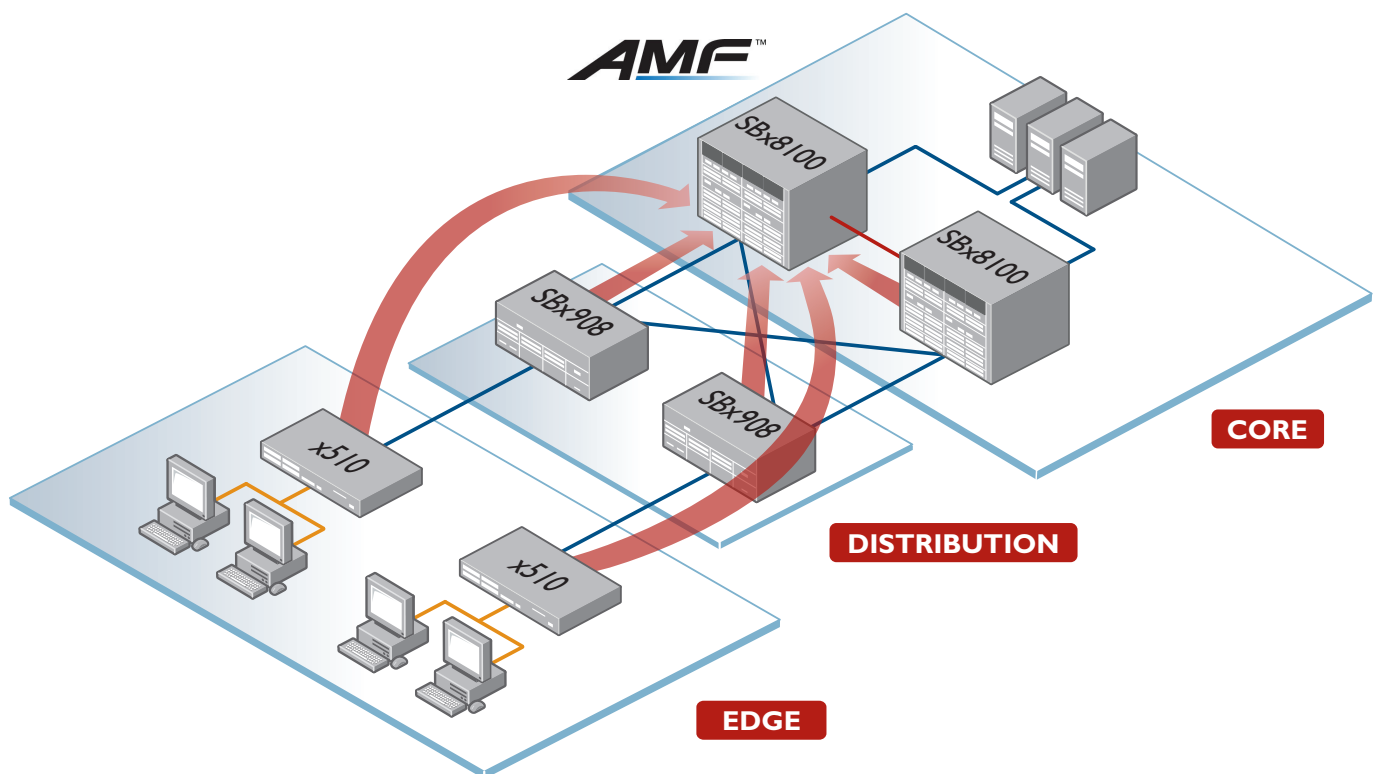 AMF™
SBx8100
SBx8100
SBx908
SBx908
x510
x510
CORE
DISTRIBUTION
EDGE